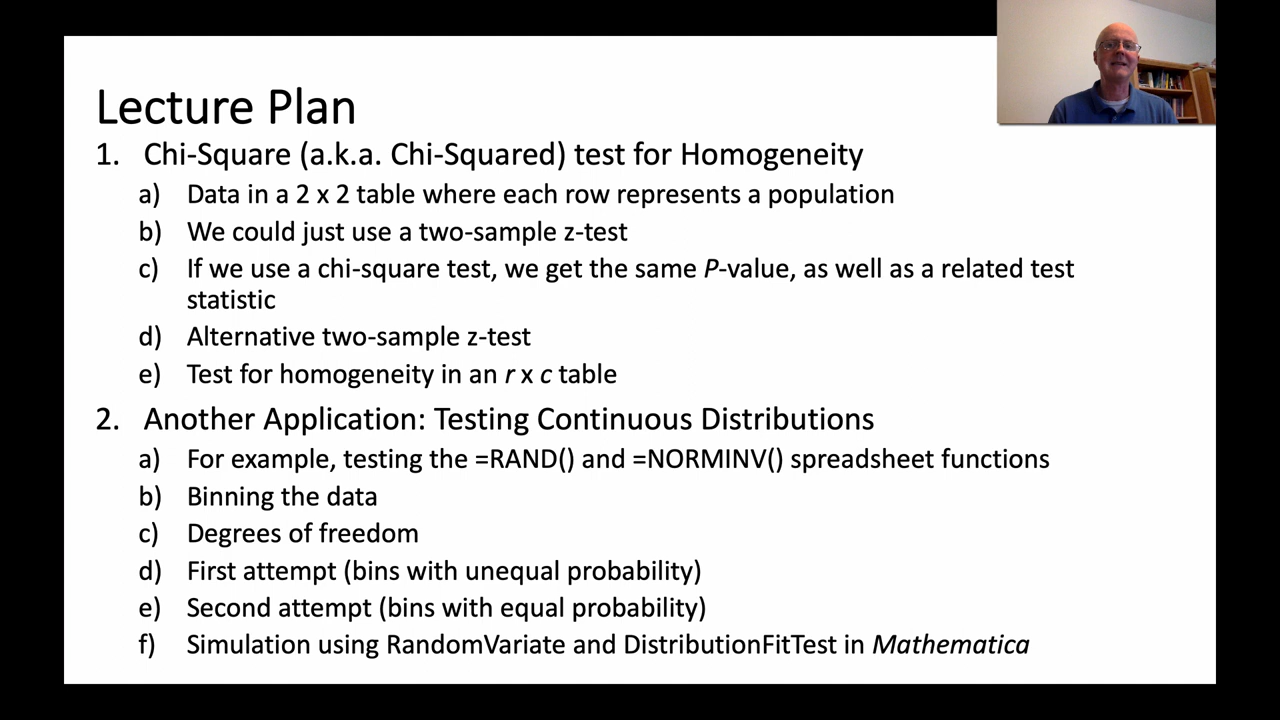 Lecture Plan
1. Chi-Square (a.k.a. Chi-Squared) test for Homogeneity
a) Data in a 2 x 2 table where each row represents a population
b) We could just use a two-sample z-test
c) If we use a chi-square test, we get the same P-value, as well as a related test
statistic
d) Alternative two-sample z-test
e) Test for homogeneity in an r x c table
2. Another Application: Testing Continuous Distributions
a) For example, testing the =RAND() and =NORMINV() spreadsheet functions
b) Binning the data
c) Degrees of freedom
d) First attempt (bins with unequal probability)
e) Second attempt (bins with equal probability)
f) Simulation using RandomVariate and DistributionFitTest in Mathematica